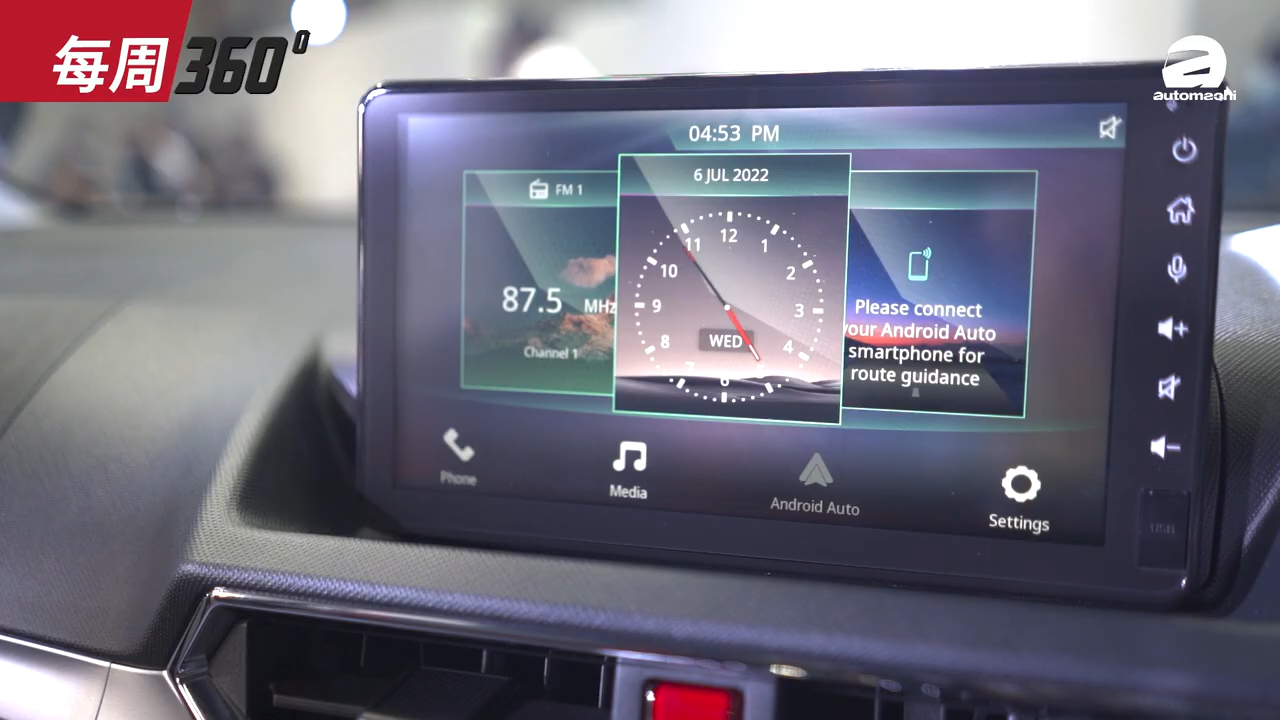 每周360°
automachi
04:53 PM
FM 1
87.5 MHz
Channel 1
6 JUL 2022
12
1
2
3
4
6
7
8
9
10
11
WED
Please connect
your Android Auto
smartphone for
route guidance
Phone
Media
Android Auto
Settings
USB